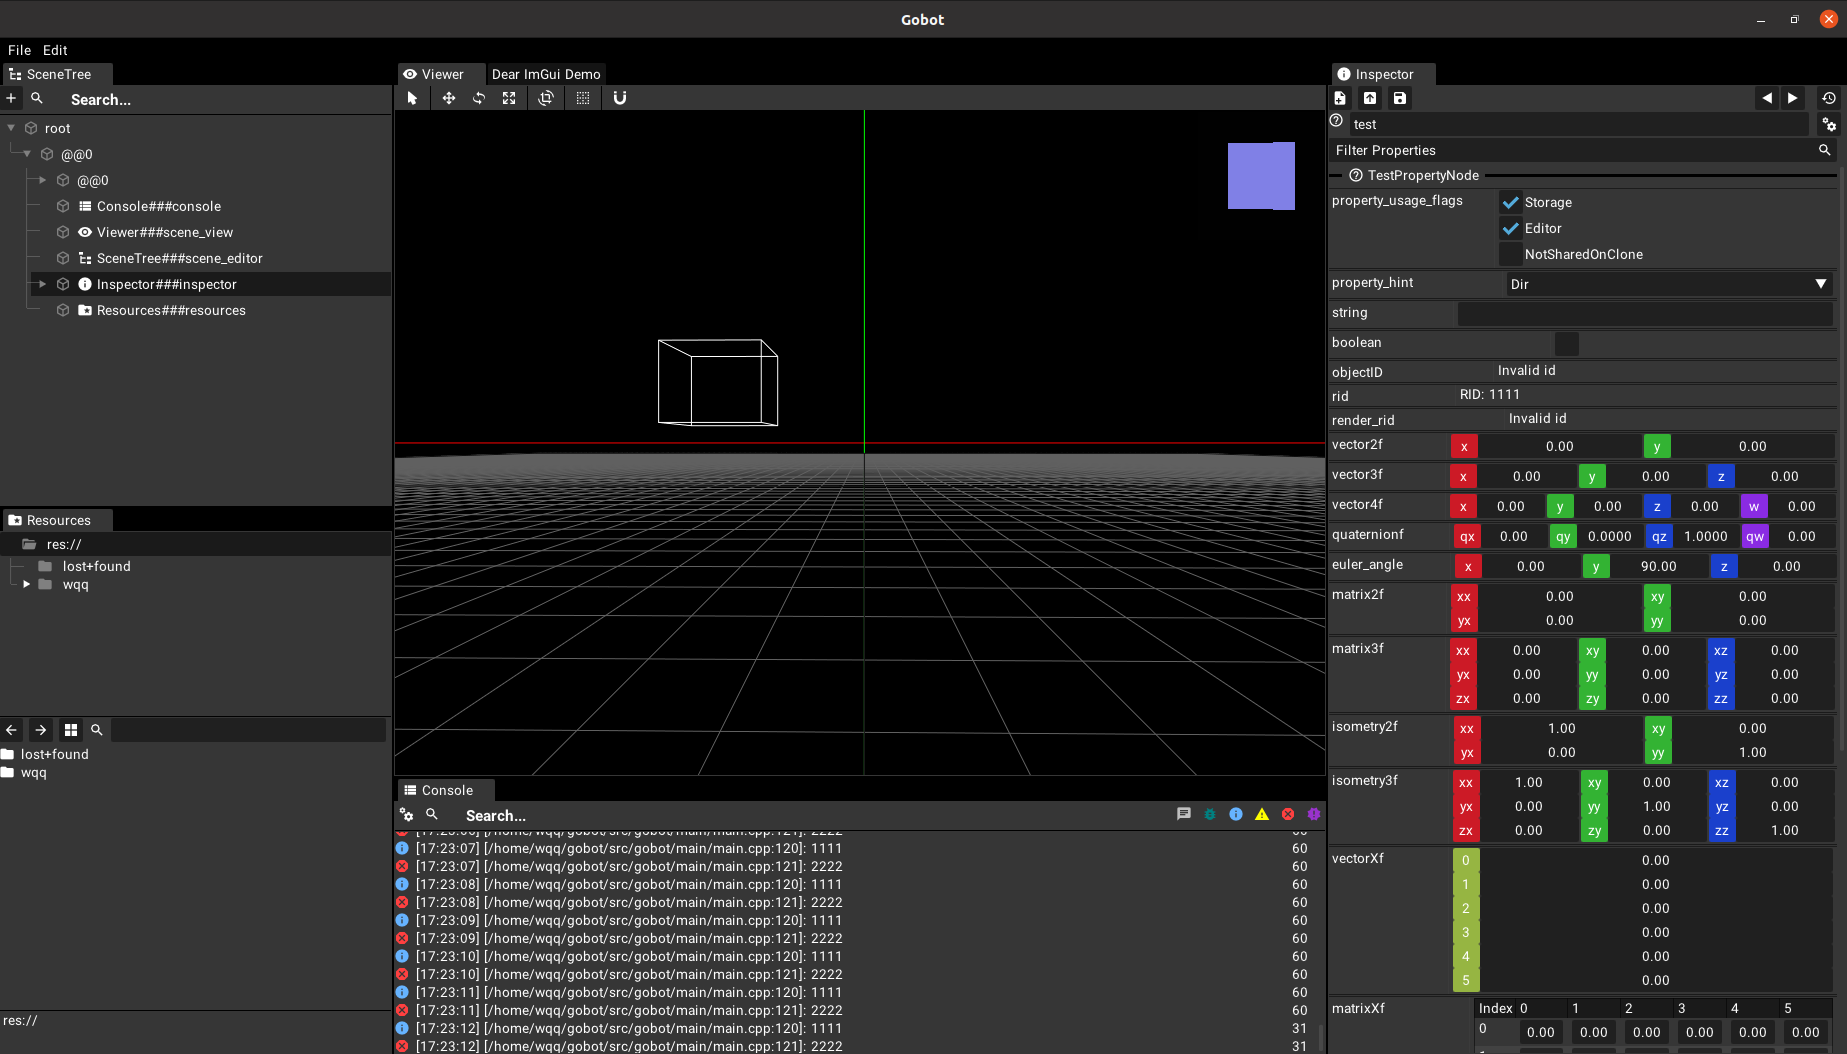 Gobot
File Edit
SceneTree
Search...
root
@@0
@@0
Console###console
Viewer###scene_view
SceneTree###scene_editor
Inspector###inspector
Resources###resources
Resources
res://
lost+found
wqq
lost+found
wqq
res://
Viewer Dear ImGui Demo
Console
Search...
[17:23:07] [/home/wqq/gobot/src/gobot/main/main.cpp:120]: 1111 60
[17:23:07] [/home/wqq/gobot/src/gobot/main/main.cpp:121]: 2222 60
[17:23:08] [/home/wqq/gobot/src/gobot/main/main.cpp:120]: 1111 60
[17:23:08] [/home/wqq/gobot/src/gobot/main/main.cpp:121]: 2222 60
[17:23:09] [/home/wqq/gobot/src/gobot/main/main.cpp:120]: 1111 60
[17:23:09] [/home/wqq/gobot/src/gobot/main/main.cpp:121]: 2222 60
[17:23:10] [/home/wqq/gobot/src/gobot/main/main.cpp:120]: 1111 60
[17:23:10] [/home/wqq/gobot/src/gobot/main/main.cpp:121]: 2222 60
[17:23:11] [/home/wqq/gobot/src/gobot/main/main.cpp:120]: 1111 60
[17:23:11] [/home/wqq/gobot/src/gobot/main/main.cpp:121]: 2222 60
[17:23:12] [/home/wqq/gobot/src/gobot/main/main.cpp:120]: 1111 31
[17:23:12] [/home/wqq/gobot/src/gobot/main/main.cpp:121]: 2222 31
Inspector
test
Filter Properties
TestPropertyNode
property_usage_flags Storage
Editor
NotSharedOnClone
property_hint Dir
string
boolean
objectID Invalid id
rid RID: 1111
render_rid Invalid id
vector2f x 0.00 y 0.00
vector3f x 0.00 y 0.00 z 0.00
vector4f x 0.00 y 0.00 z 0.00 w 0.00
quaternionf qx 0.00 qy 0.0000 qz 1.0000 qw 0.00
euler_angle x 0.00 y 90.00 z 0.00
matrix2f xx 0.00 xy 0.00
yx 0.00 yy 0.00
matrix3f xx 0.00 xy 0.00 xz 0.00
yx 0.00 yy 0.00 yz 0.00
zx 0.00 zy 0.00 zz 0.00
isometry2f xx 1.00 xy 0.00
yx 0.00 yy 1.00
isometry3f xx 1.00 xy 0.00 xz 0.00
yx 0.00 yy 1.00 yz 0.00
zx 0.00 zy 0.00 zz 1.00
vectorXf 0 0.00
1 0.00
2 0.00
3 0.00
4 0.00
5 0.00
matrixXf Index 0 1 2 3 4 5
0 0.00 0.00 0.00 0.00 0.00 0.00